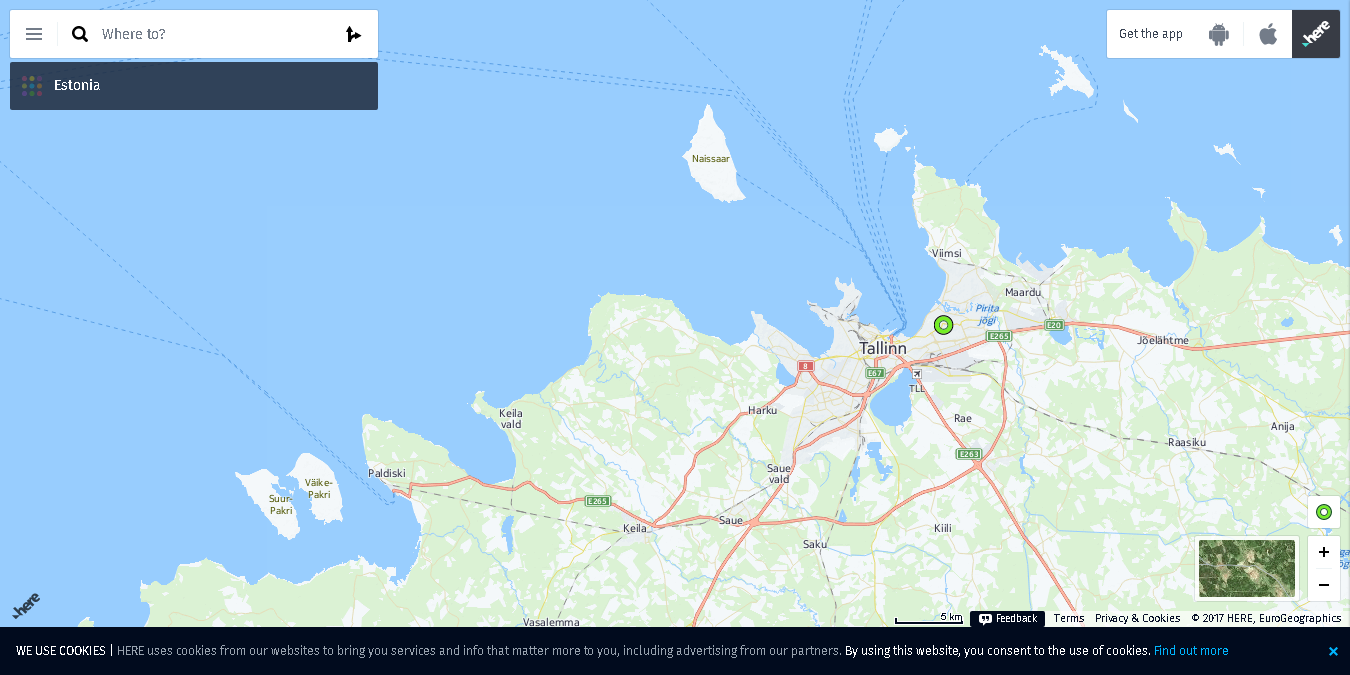 Where to?
Get the app
here
Estonia
Naissaar
Viimsi
Maardu
Pirita
jõgi
E20
E265
Jõelähtme
Tallinn
8
E67
TLL
Harku
Keila
vald
Rae
Anija
Raasiku
E263
Paldiski
Saue
vald
Väike-
Pakri
Suur-
Pakri
E265
Keila
Saue
Kiili
Saku
+
−
here
Vasalemma
5 km
Feedback
Terms
Privacy & Cookies
© 2017 HERE, EuroGeographics
WE USE COOKIES | HERE uses cookies from our websites to bring you services and info that matter more to you, including advertising from our partners. By using this website, you consent to the use of cookies. Find out more